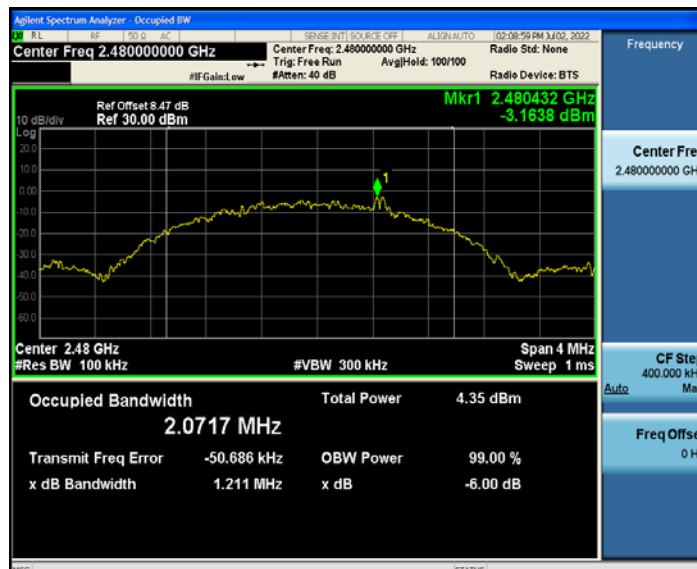 Agilent Spectrum Analyzer - Occupied BW
LXI RL RF 50 Ω AC SENSE:INT SOURCE OFF ALIGN AUTO 02:08:59 PM Jul 02, 2022
Center Freq 2.480000000 GHz
Center Freq: 2.480000000 GHz
Radio Std: None
Trig: Free Run Avg|Hold: 100/100
#IFGain:Low #Atten: 40 dB Radio Device: BTS
Mkr1 2.480432 GHz
-3.1638 dBm
Ref Offset 8.47 dB
10 dB/div Ref 30.00 dBm
Log
20.0
10.0
0.00
-10.0
-20.0
-30.0
-40.0
-50.0
-60.0
1
Center 2.48 GHz Span 4 MHz
#Res BW 100 kHz #VBW 300 kHz Sweep 1 ms
Occupied Bandwidth Total Power 4.35 dBm
2.0717 MHz
Transmit Freq Error -50.686 kHz OBW Power 99.00 %
x dB Bandwidth 1.211 MHz x dB -6.00 dB
MSG STATUS
Frequency
Center Fre
2.480000000 GH
CF Ste
400.000 kH
Auto Ma
Freq Offse
0 H